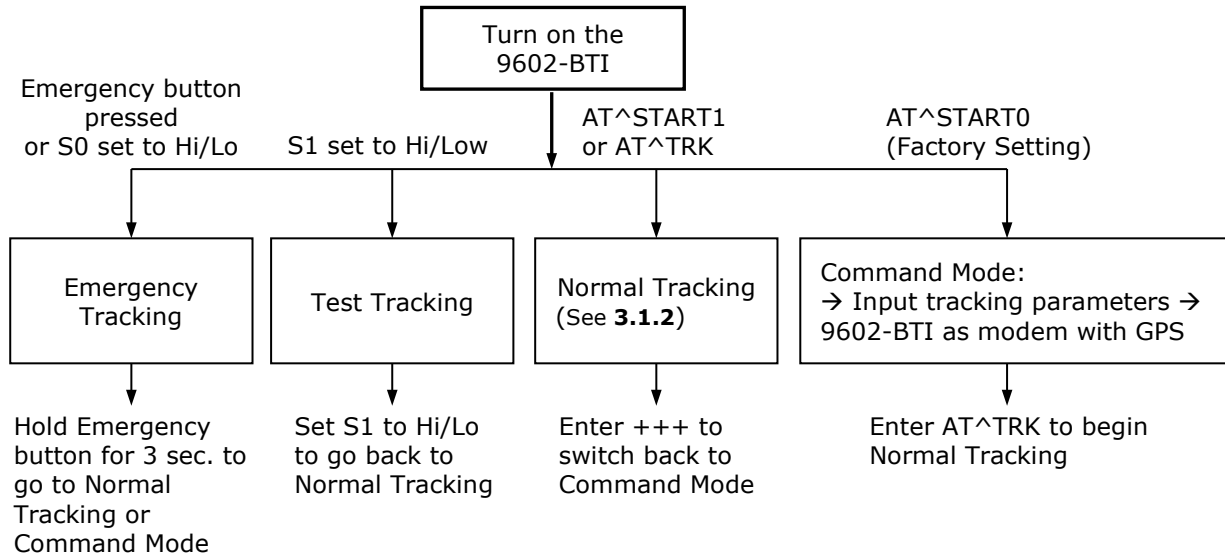 Turn on the
9602-BTI
Emergency button
pressed
or S0 set to Hi/Lo
S1 set to Hi/Low
AT^START1
or AT^TRK
AT^START0
(Factory Setting)
Emergency
Tracking
Test Tracking
Normal Tracking
(See 3.1.2)
Command Mode:
→ Input tracking parameters →
9602-BTI as modem with GPS
Hold Emergency
button for 3 sec. to
go to Normal
Tracking or
Command Mode
Set S1 to Hi/Lo
to go back to
Normal Tracking
Enter +++ to
switch back to
Command Mode
Enter AT^TRK to begin
Normal Tracking